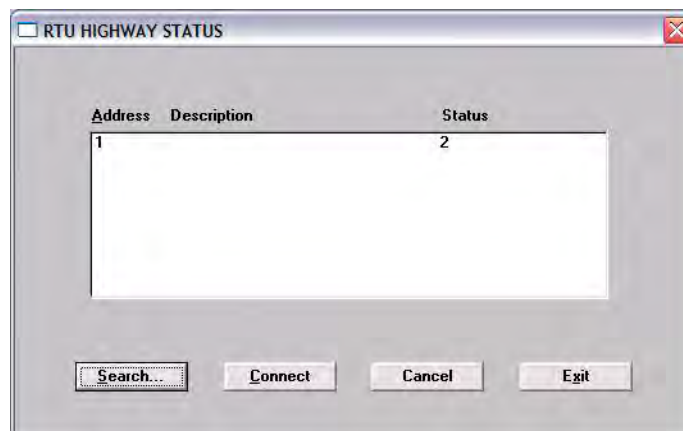 RTU HIGHWAY STATUS
Address Description Status
1 2
Search... Connect Cancel Exit